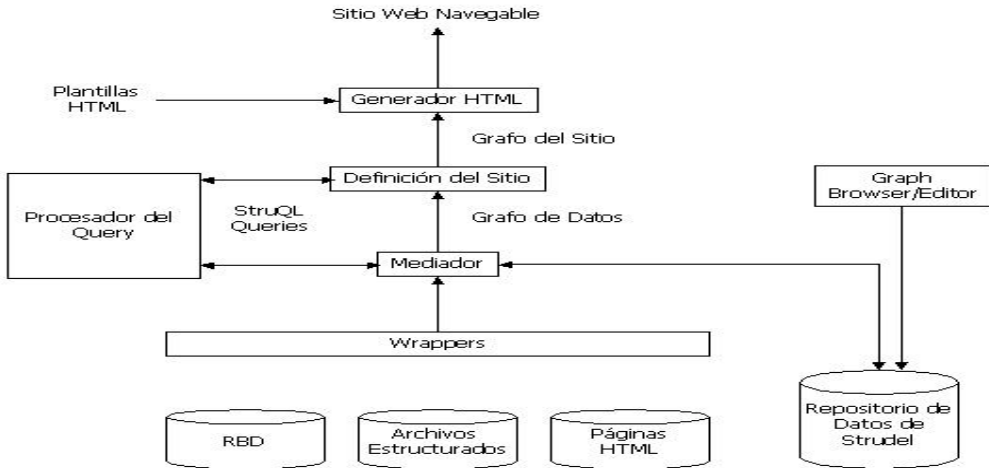 Sitio Web Navegable
Plantillas
HTML
Generador HTML
Grafo del Sitio
Definición del Sitio
Graph
Browser/Editor
Procesador del
Query
StruQL
Queries
Grafo de Datos
Mediador
Wrappers
RBD
Archivos
Estructurados
Páginas
HTML
Repositorio de
Datos de
Strudel